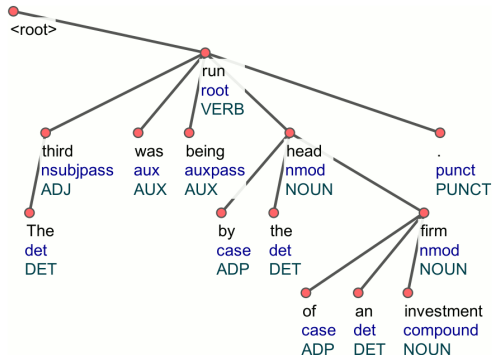 <root>
run
root
VERB
third was being head .
nsubjpass aux auxpass nmod punct
ADJ AUX AUX NOUN PUNCT
The by the firm
det case det nmod
DET ADP DET NOUN
of an investment
case det compound
ADP DET NOUN